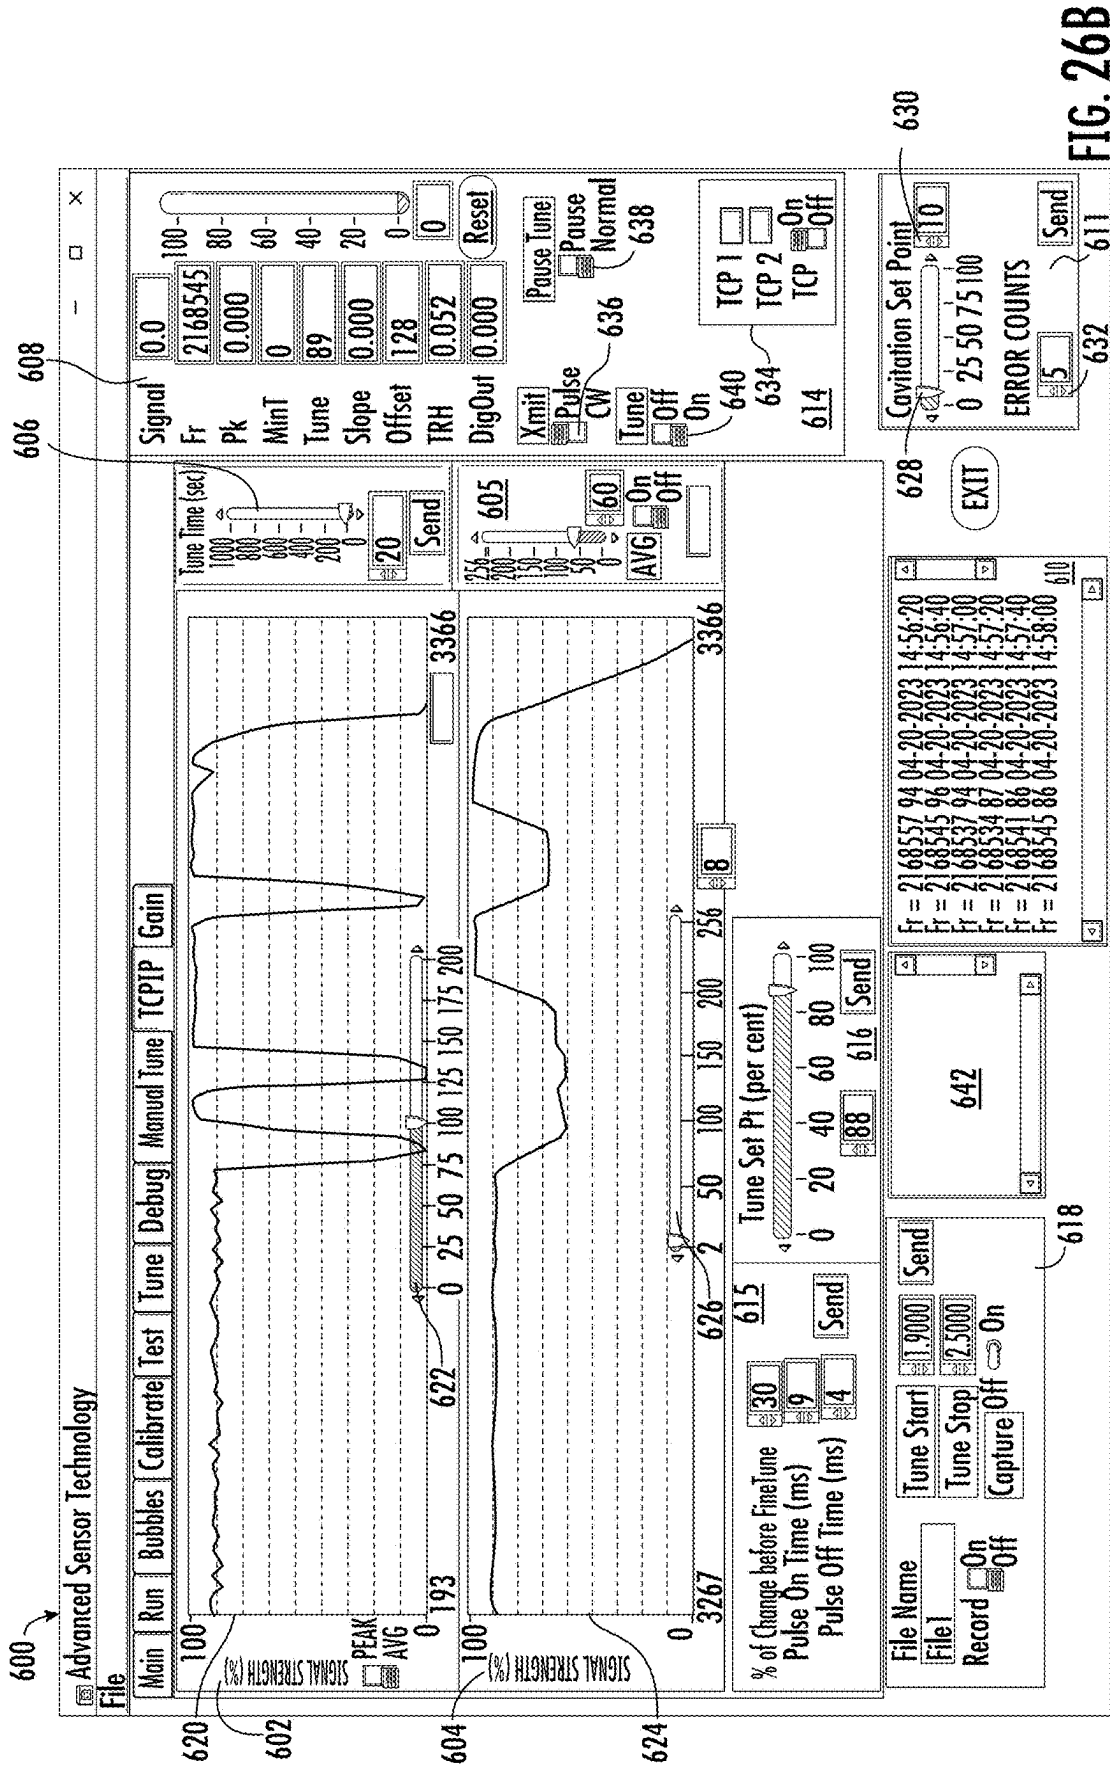 600
Advanced Sensor Technology
File
Main Run Bubbles Calibrate Test Tune Debug Manual Tune TCPIP Gain
620
602
SIGNAL STRENGTH (%)
100
0
PEAK
AVG
193
3366
622
0 25 50 75 100 125 150 175 200
606
Tune Time (sec)
1000
800
600
400
200
0
20
Send
604
SIGNAL STRENGTH (%)
100
0
624
3267
3366
626
2 50 100 150 200 256
8
605
256
200
150
100
50
0
60
AVG
On
Off
608
Signal 0.0
Fr 2168545
Pk 0.000
MinT 0
Tune 89
Slope 0.000
Offset 128
TRH 0.052
DigOut 0.000
100
80
60
40
20
0
0
Reset
Xmit
Pulse
CW
636
Pause Tune
Pause
Normal
638
Tune
Off
On
640
634
TCP 1
TCP 2
TCP
On
Off
614
% of Change before FineTune 30
Pulse On Time (ms) 9
Pulse Off Time (ms) 4
615
Send
Tune Set Pt (per cent)
0 20 40 60 80 100
88
616
Send
File Name
File1
Record
On
Off
Tune Start 1.9000
Tune Stop 2.5000
Send
Capture Off On
618
642
Fr = 2168557 94 04-20-2023 14:56:20
Fr = 2168545 96 04-20-2023 14:56:40
Fr = 2168537 94 04-20-2023 14:57:00
Fr = 2168534 87 04-20-2023 14:57:20
Fr = 2168541 86 04-20-2023 14:57:40
Fr = 2168545 86 04-20-2023 14:58:00
610
EXIT
628
Cavitation Set Point
0 25 50 75 100
10
630
ERROR COUNTS
5
632
Send
611
FIG. 26B